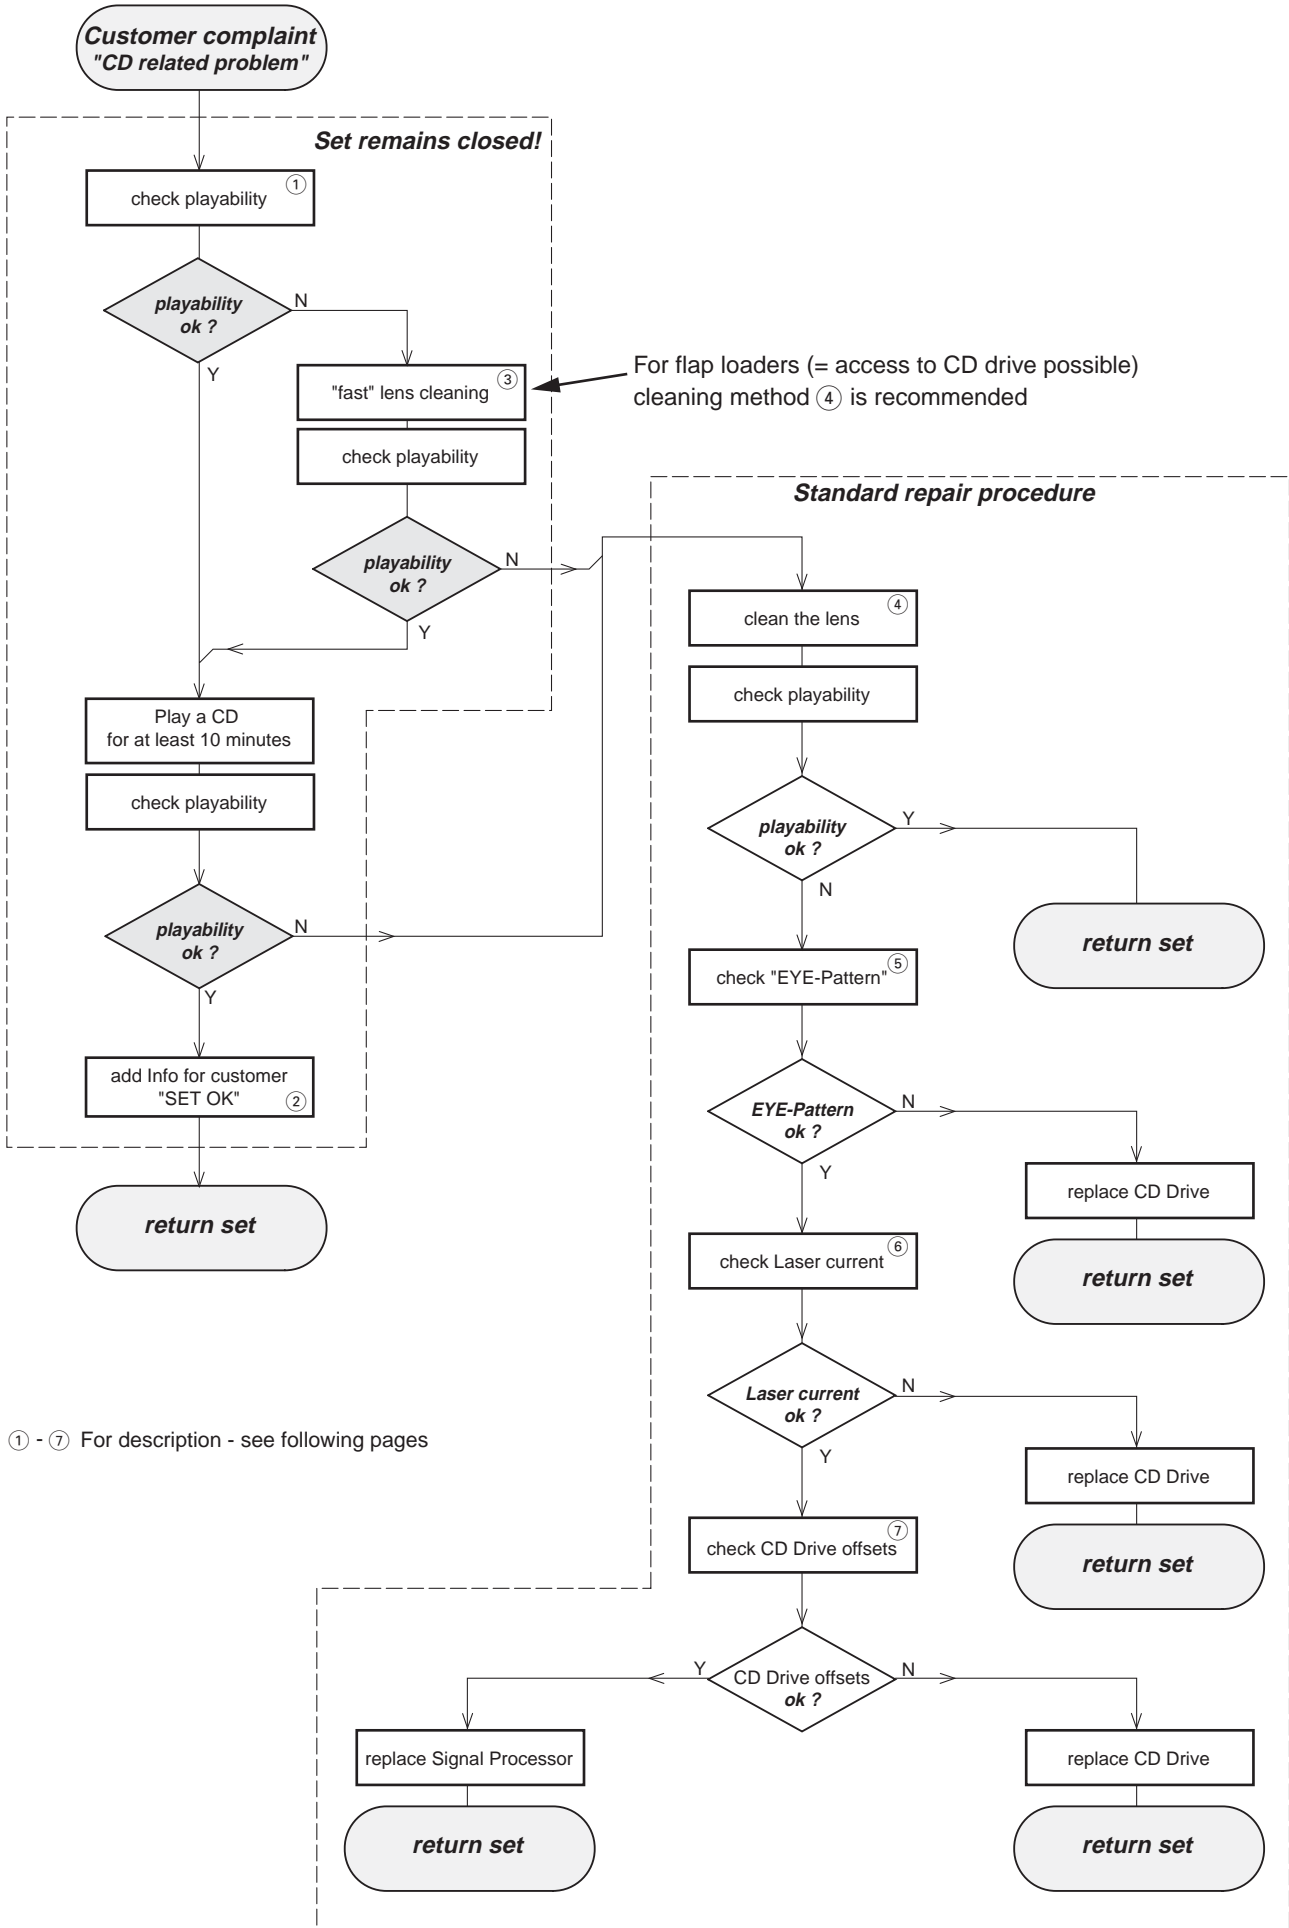 Customer complaint
"CD related problem"
Set remains closed!
check playability ①
playability
ok ?
N
Y
"fast" lens cleaning ③
For flap loaders (= access to CD drive possible)
cleaning method ④ is recommended
check playability
playability
ok ?
N
Y
Play a CD
for at least 10 minutes
check playability
playability
ok ?
N
Y
add Info for customer
"SET OK" ②
return set
Standard repair procedure
clean the lens ④
check playability
playability
ok ?
Y
N
return set
check "EYE-Pattern" ⑤
EYE-Pattern
ok ?
N
Y
replace CD Drive
return set
check Laser current ⑥
Laser current
ok ?
N
Y
replace CD Drive
return set
check CD Drive offsets ⑦
CD Drive offsets
ok ?
Y
N
replace Signal Processor
return set
replace CD Drive
return set
① - ⑦ For description - see following pages